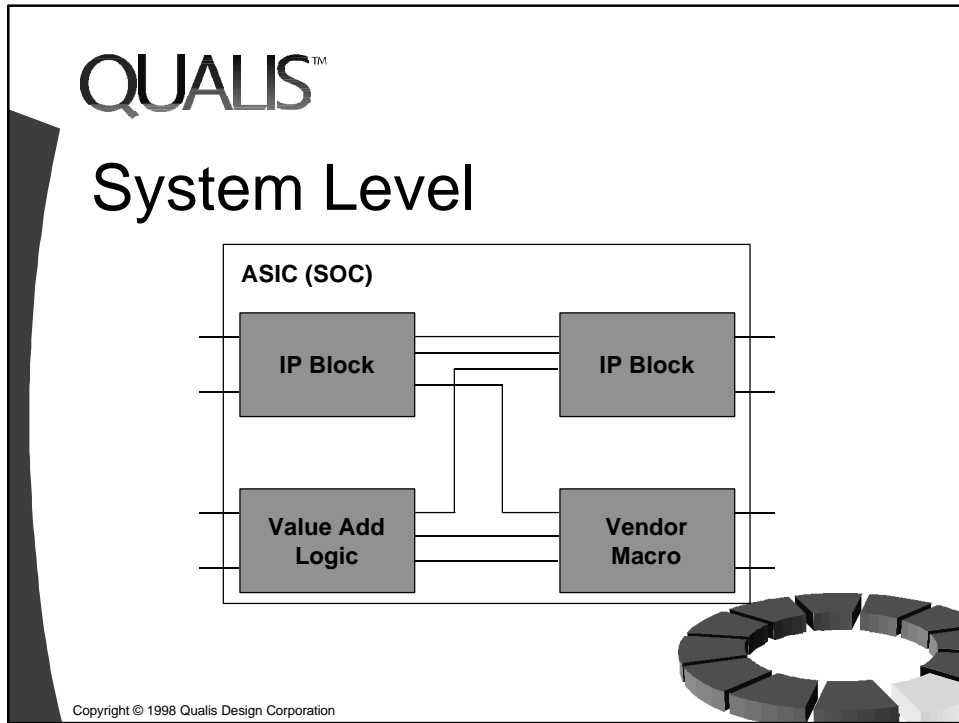 QUALIS™
System Level
ASIC (SOC)
IP Block
IP Block
Value Add
Logic
Vendor
Macro
Copyright © 1998 Qualis Design Corporation